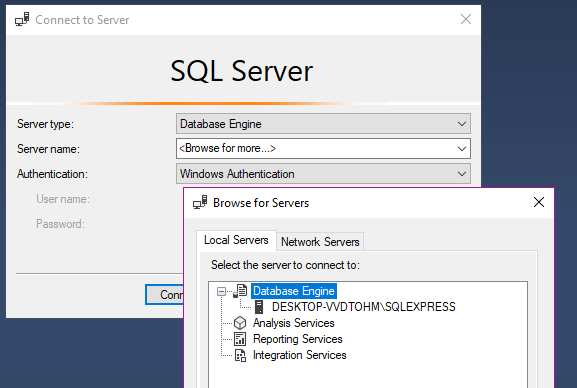 Connect to Server
SQL Server
Server type: Database Engine
Server name: <Browse for more...>
Authentication: Windows Authentication
User name:
Password:
Conn
Browse for Servers
Local Servers Network Servers
Select the server to connect to:
Database Engine
DESKTOP-VVDTOHM\SQLEXPRESS
Analysis Services
Reporting Services
Integration Services